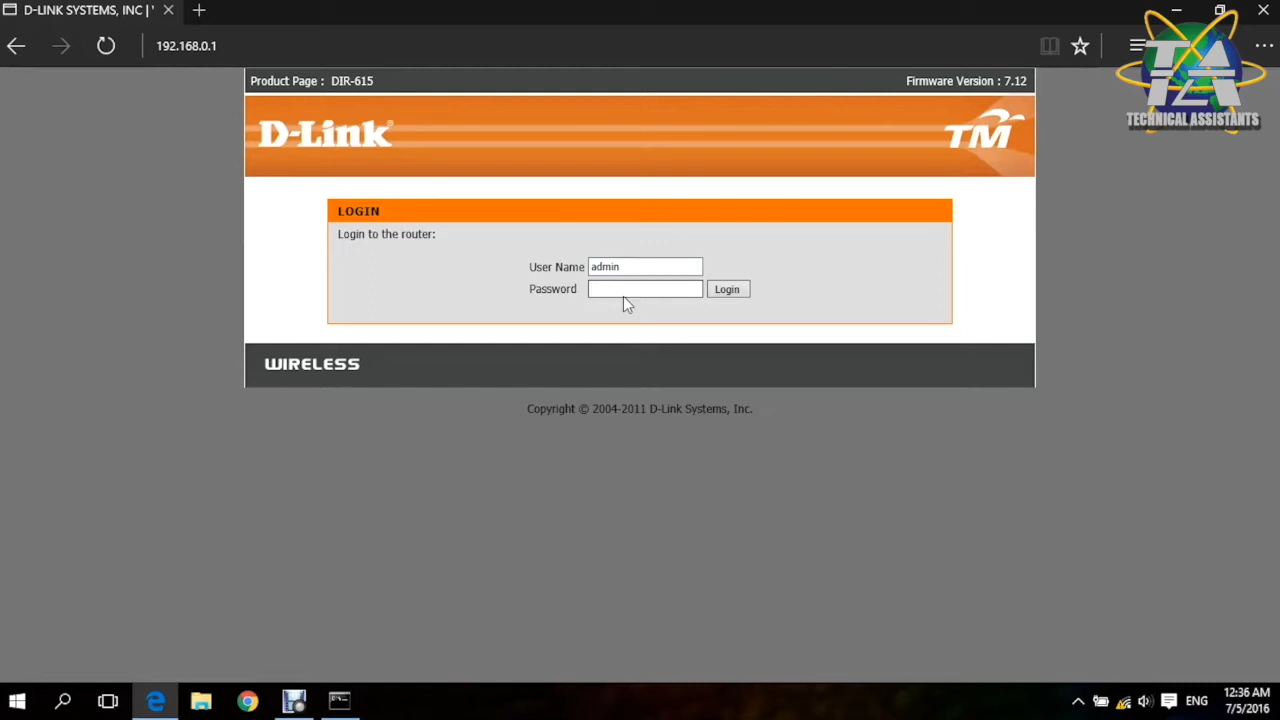 D-LINK SYSTEMS, INC | '
192.168.0.1
TA
TECHNICAL ASSISTANTS
Product Page : DIR-615
Firmware Version : 7.12
D-Link®
TM
LOGIN
Login to the router:
User Name admin
Password Login
WIRELESS
Copyright © 2004-2011 D-Link Systems, Inc.
ENG
12:36 AM
7/5/2016